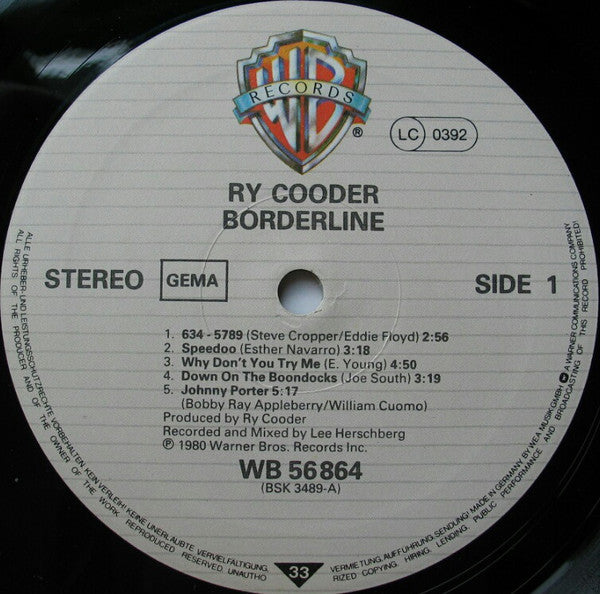 WB
RECORDS
®
LC 0392
RY COODER
BORDERLINE
STEREO
GEMA
SIDE 1
1. 634-5789 (Steve Cropper/Eddie Floyd) 2:56
2. Speedoo (Esther Navarro) 3:18
3. Why Don't You Try Me (E. Young) 4:50
4. Down On The Boondocks (Joe South) 3:19
5. Johnny Porter 5:17
(Bobby Ray Appleberry/William Cuomo)
Produced by Ry Cooder
Recorded and Mixed by Lee Herschberg
℗ 1980 Warner Bros. Records Inc.
WB 56 864
(BSK 3489-A)
33
ALLE URHEBER- UND LEISTUNGSSCHUTZRECHTE VORBEHALTEN. KEIN VERLEIH! KEINE UNERLAUBTE VERVIELFÄLTIGUNG, VERMIETUNG, AUFFÜHRUNG, SENDUNG! MADE IN GERMANY BY WEA MUSIK GMBH A WARNER COMMUNICATIONS COMPANY
ALL RIGHTS OF THE PRODUCER AND OF THE OWNER OF THE WORK REPRODUCED RESERVED. UNAUTHORIZED COPYING, HIRING, LENDING, PUBLIC PERFORMANCE AND BROADCASTING OF THIS RECORD PROHIBITED!